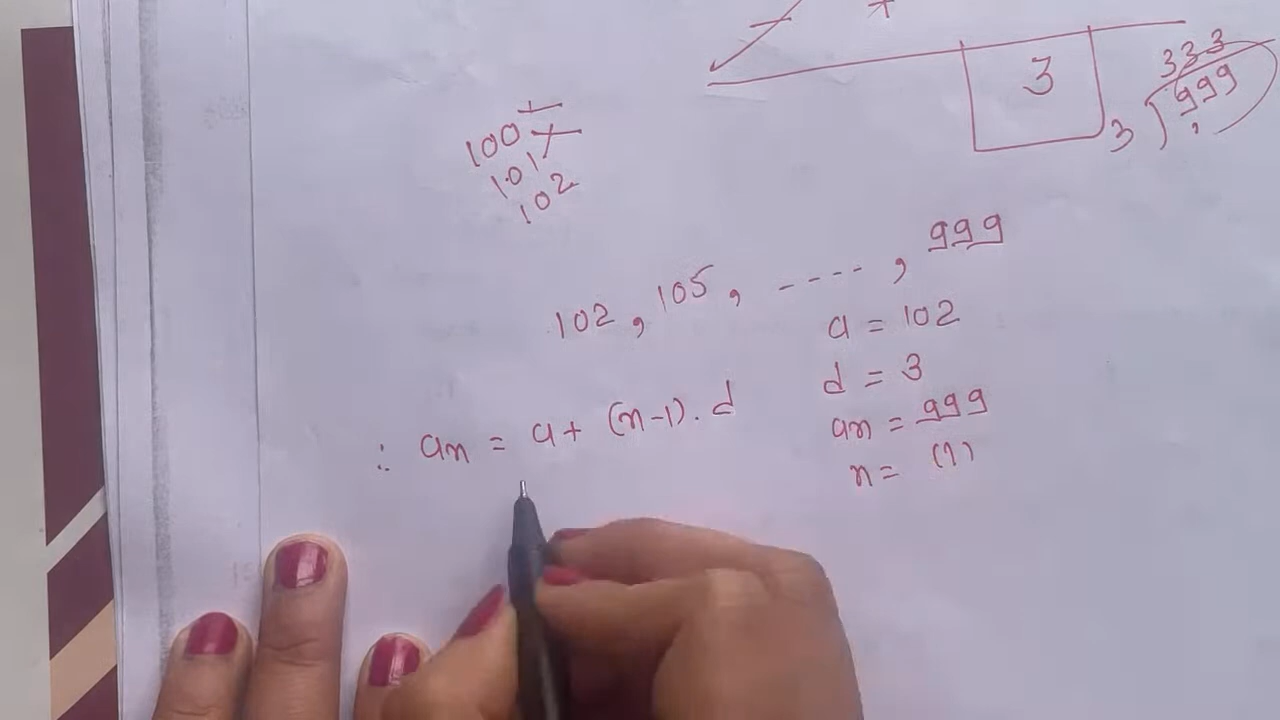 3
333
3)999
100
101
102
102, 105, ----, 999
a = 102
d = 3
∴ an = a + (n-1). d
an = 999
n = (?)